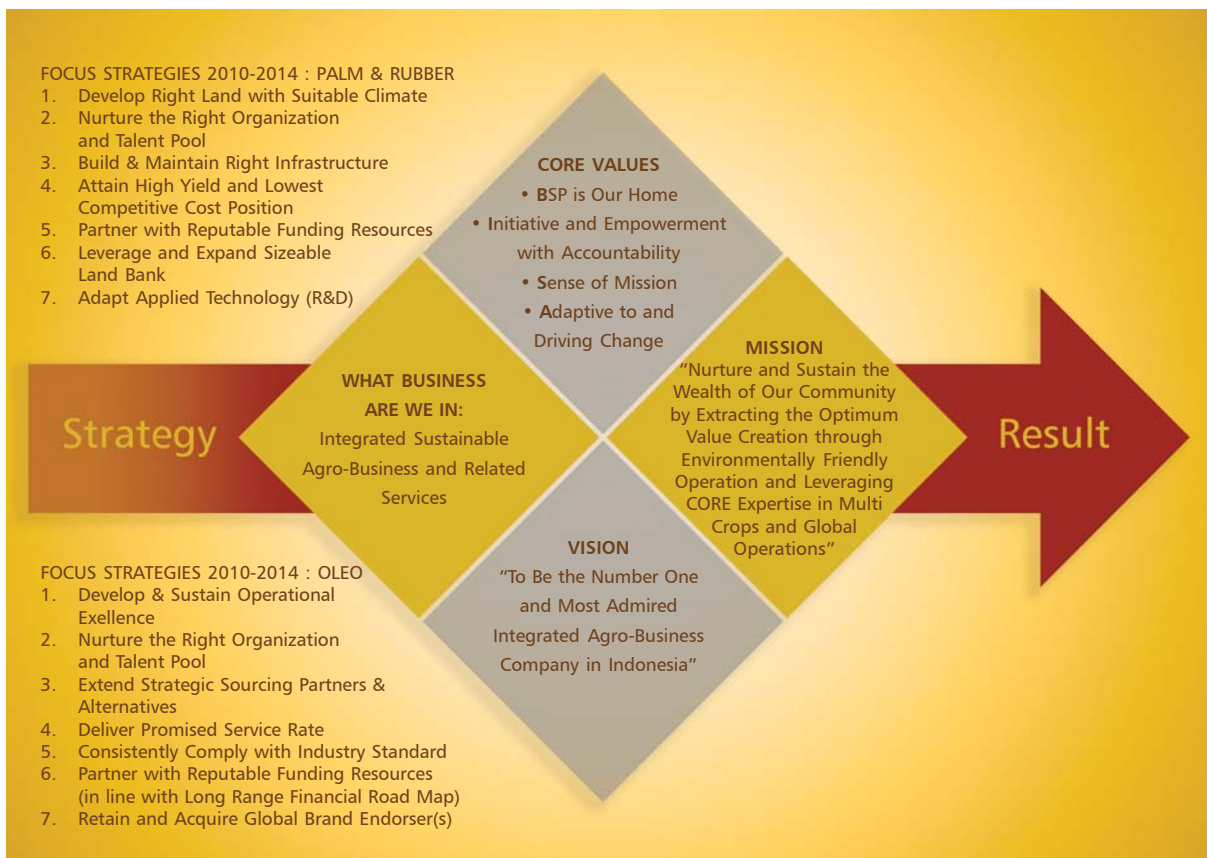 FOCUS STRATEGIES 2010-2014 : PALM & RUBBER
1. Develop Right Land with Suitable Climate
2. Nurture the Right Organization
and Talent Pool
3. Build & Maintain Right Infrastructure
4. Attain High Yield and Lowest
Competitive Cost Position
5. Partner with Reputable Funding Resources
6. Leverage and Expand Sizeable
Land Bank
7. Adapt Applied Technology (R&D)
CORE VALUES
• BSP is Our Home
• Initiative and Empowerment
with Accountability
• Sense of Mission
• Adaptive to and
Driving Change
Strategy
WHAT BUSINESS
ARE WE IN:
Integrated Sustainable
Agro-Business and Related
Services
MISSION
“Nurture and Sustain the
Wealth of Our Community
by Extracting the Optimum
Value Creation through
Environmentally Friendly
Operation and Leveraging
CORE Expertise in Multi
Crops and Global
Operations”
Result
VISION
“To Be the Number One
and Most Admired
Integrated Agro-Business
Company in Indonesia”
FOCUS STRATEGIES 2010-2014 : OLEO
1. Develop & Sustain Operational
Exellence
2. Nurture the Right Organization
and Talent Pool
3. Extend Strategic Sourcing Partners &
Alternatives
4. Deliver Promised Service Rate
5. Consistently Comply with Industry Standard
6. Partner with Reputable Funding Resources
(in line with Long Range Financial Road Map)
7. Retain and Acquire Global Brand Endorser(s)